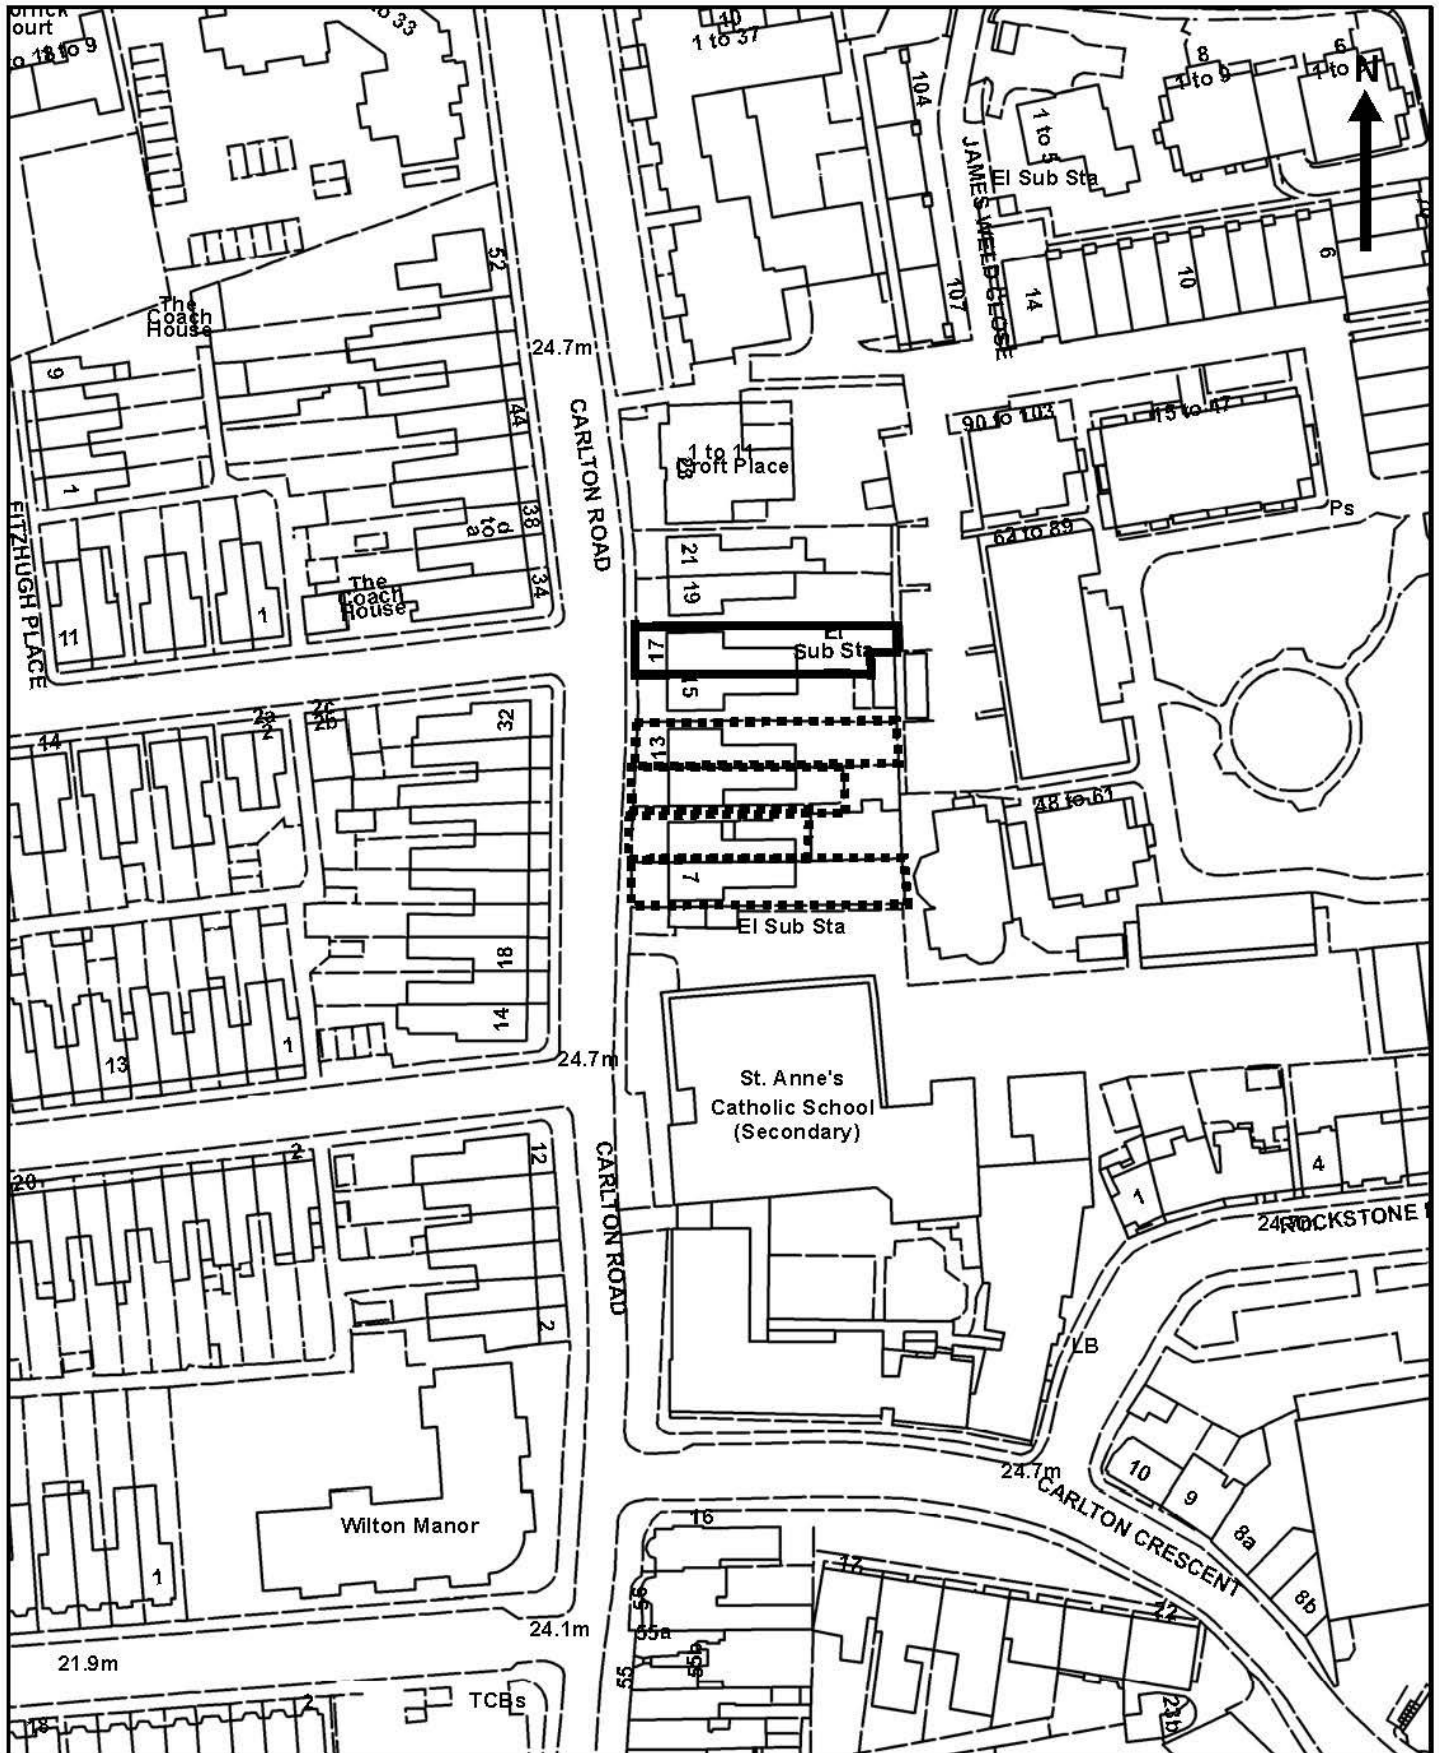 ourt
to 33
10
1 to 37
8
1 to 9
6
N
104
1 to 5
El Sub Sta
JAMES WELD CLOSE
52
The
Coach
House
107
14
10
6
24.7m
9
44
CARLTON ROAD
90 to 103
15 to 47
1 to 11
Croft Place
1
FITZHUGH PLACE
38
d
to
a
Ps
62 to 89
21
19
34
The
Coach
House
11
1
17
El
Sub Sta
5
32
2a
2
2c
2b
14
13
48 to 61
7
El Sub Sta
18
14
1
13
24.7m
St. Anne's
Catholic School
(Secondary)
12
2
20
CARLTON ROAD
1
4
ROCKSTONE
2
LB
24.7m
CARLTON CRESCENT
10
9
8a
8b
Wilton Manor
1
16
17
22
56
55a
55
24.1m
21.9m
TCBs
2
18
23b